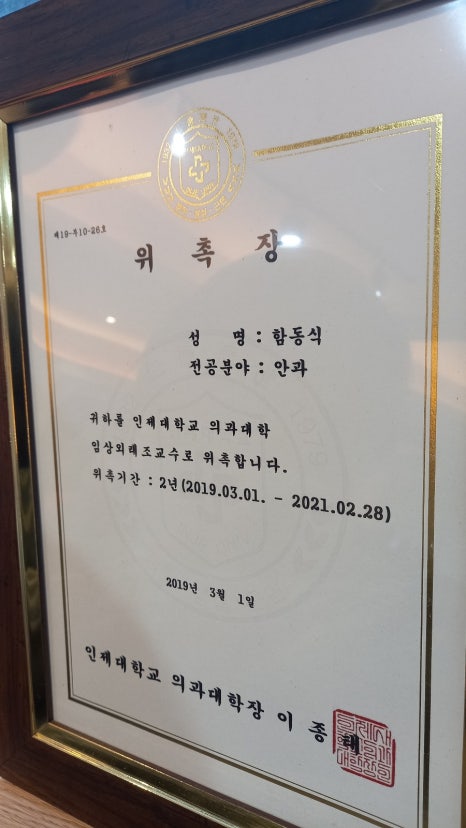 제19-부10-26호
위 촉 장
성 명 : 함동식
전공분야 : 안과
귀하를 인제대학교 의과대학
임상외래조교수로 위촉합니다.
위촉기간 : 2년(2019.03.01. - 2021.02.28)
2019년 3월 1일
인제대학교 의과대학장 이 종 태